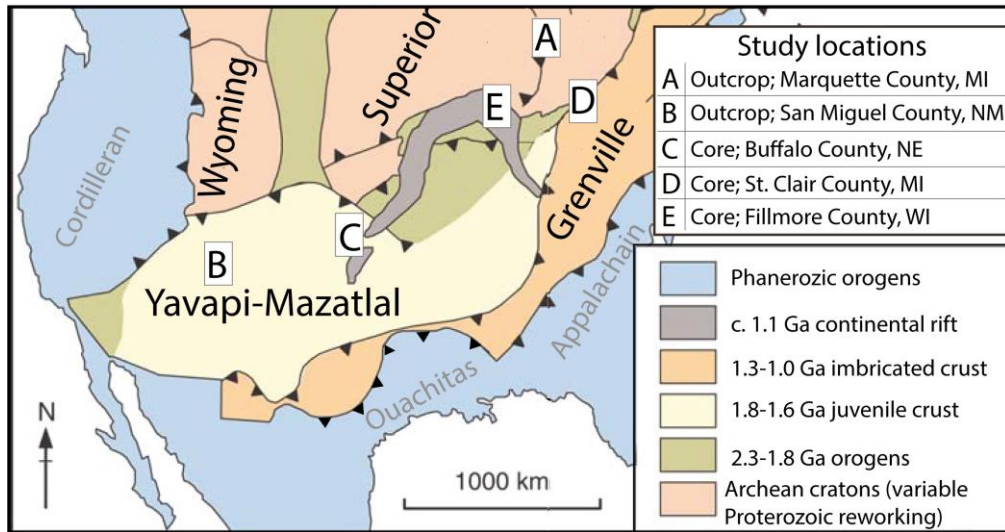 Cordilleran
Wyoming
Superior
A
E
D
Grenville
C
B
Yavapi-Mazatlal
Ouachitas
Appalachain
N
1000 km
Study locations
A Outcrop; Marquette County, MI
B Outcrop; San Miguel County, NM
C Core; Buffalo County, NE
D Core; St. Clair County, MI
E Core; Fillmore County, WI
Phanerozic orogens
c. 1.1 Ga continental rift
1.3-1.0 Ga imbricated crust
1.8-1.6 Ga juvenile crust
2.3-1.8 Ga orogens
Archean cratons (variable
Proterozoic reworking)